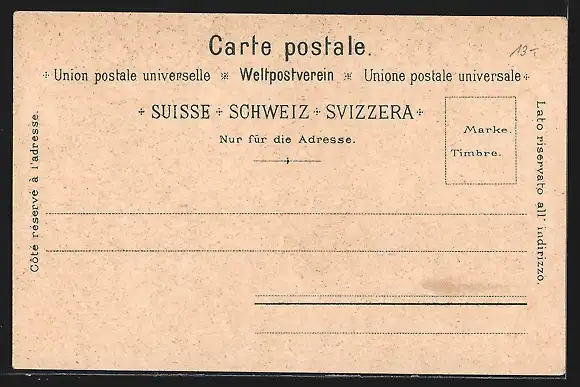 Carte postale.
13-
Union postale universelle * Weltpostverein * Unione postale universale
SUISSE + SCHWEIZ + SVIZZERA
Nur für die Adresse.
Marke.
Timbre.
Côté réservé à l'adresse.
Lato riservato all' indirizzo.